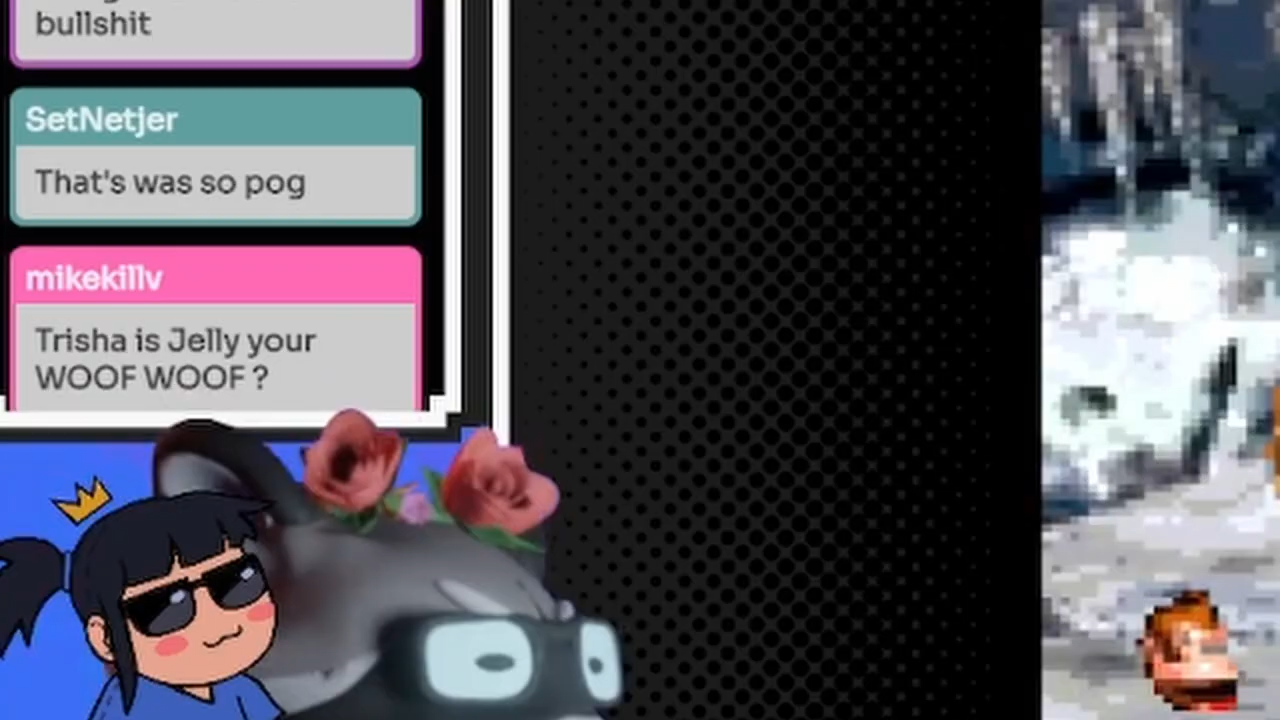 bullshit
SetNetjer
That's was so pog
mikekillv
Trisha is Jelly your
WOOF WOOF ?